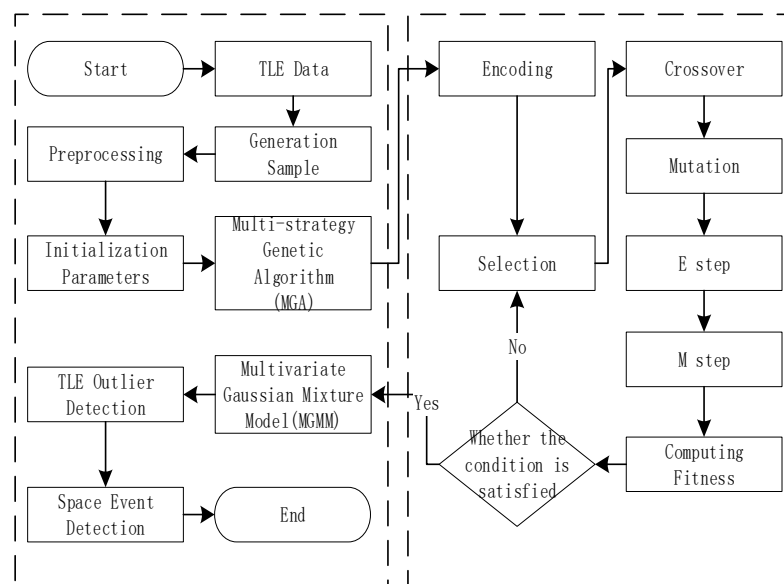 Start
TLE Data
Generation
Sample
Preprocessing
Initialization
Parameters
Multi-strategy
Genetic
Algorithm
(MGA)
Encoding
Selection
Crossover
Mutation
E step
M step
Computing
Fitness
Whether the
condition is
satisfied
No
Yes
Multivariate
Gaussian Mixture
Model(MGMM)
TLE Outlier
Detection
Space Event
Detection
End